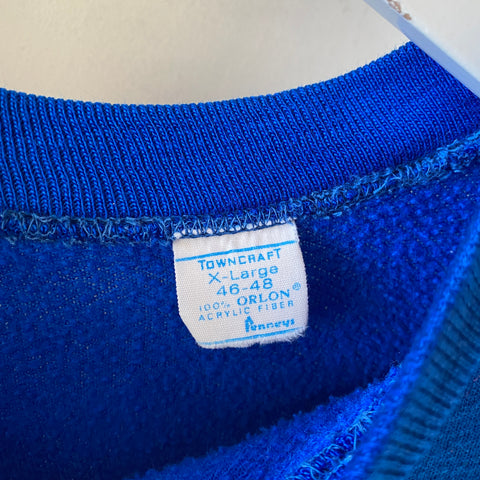 TOWNCRAFT
X-Large
46-48
100% ORLON®
ACRYLIC FIBER
Penneys